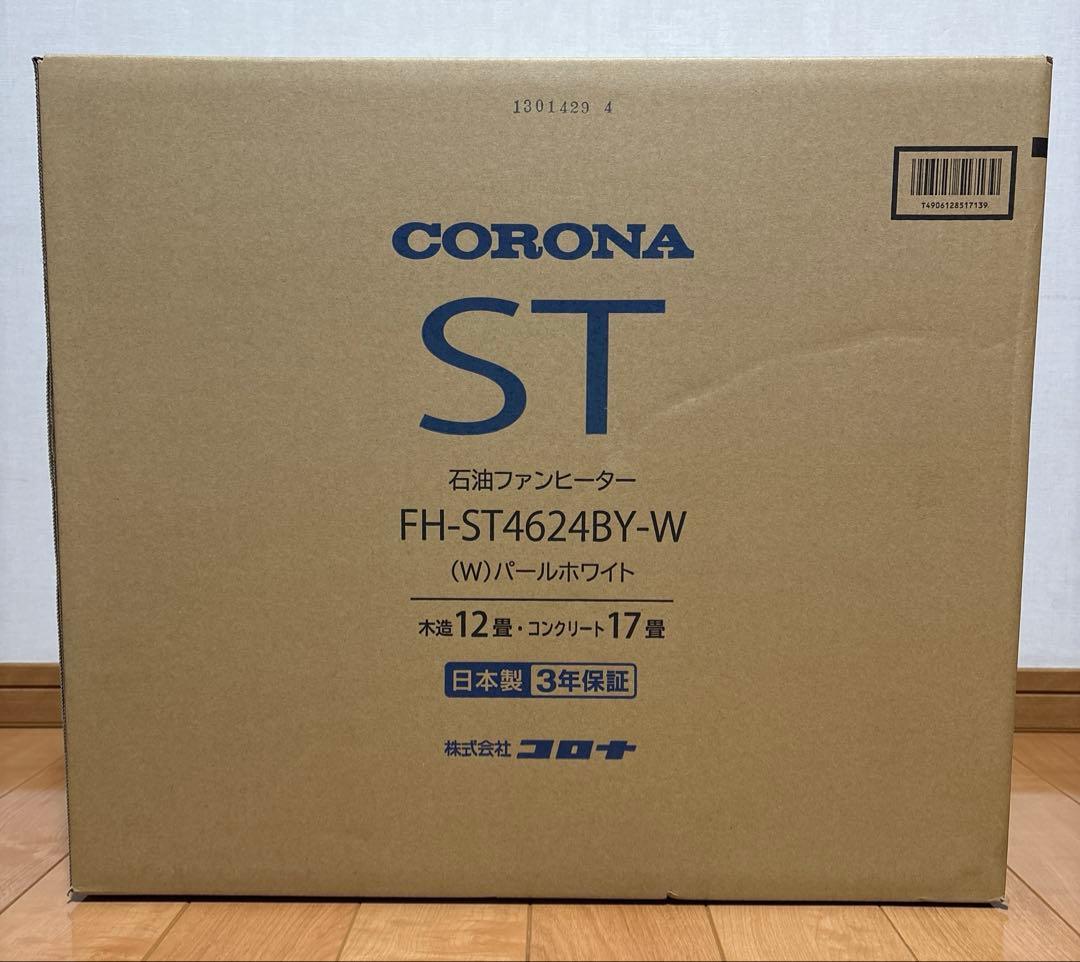 1301429 4
T4906128517139
CORONA
ST
石油ファンヒーター
FH-ST4624BY-W
(W)パールホワイト
木造12畳・コンクリート17畳
日本製 3年保証
株式会社 コロナ